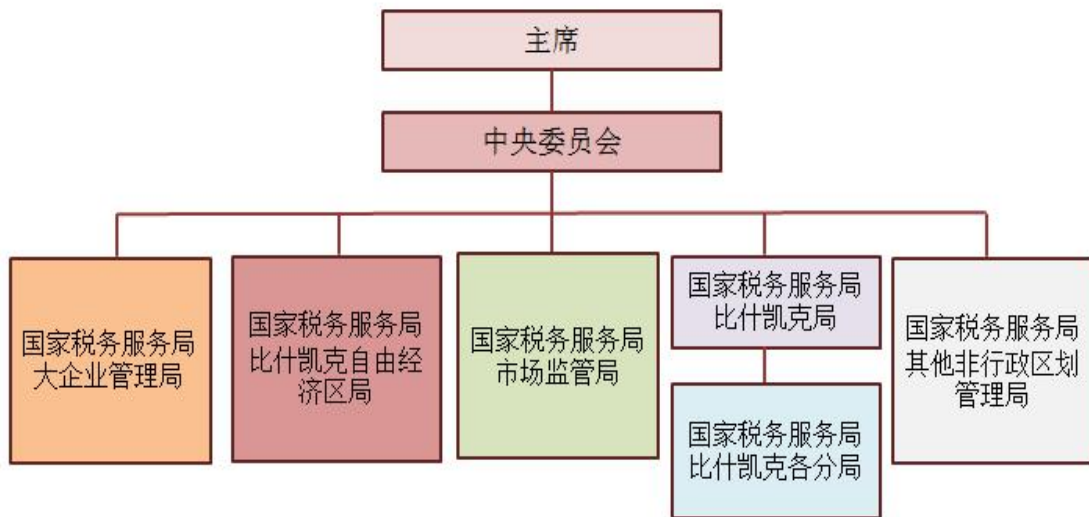 主席
中央委员会
国家税务服务局
大企业管理局
国家税务服务局
比什凯克自由经
济区局
国家税务服务局
市场监管局
国家税务服务局
比什凯克局
国家税务服务局
比什凯克各分局
国家税务服务局
其他非行政区划
管理局